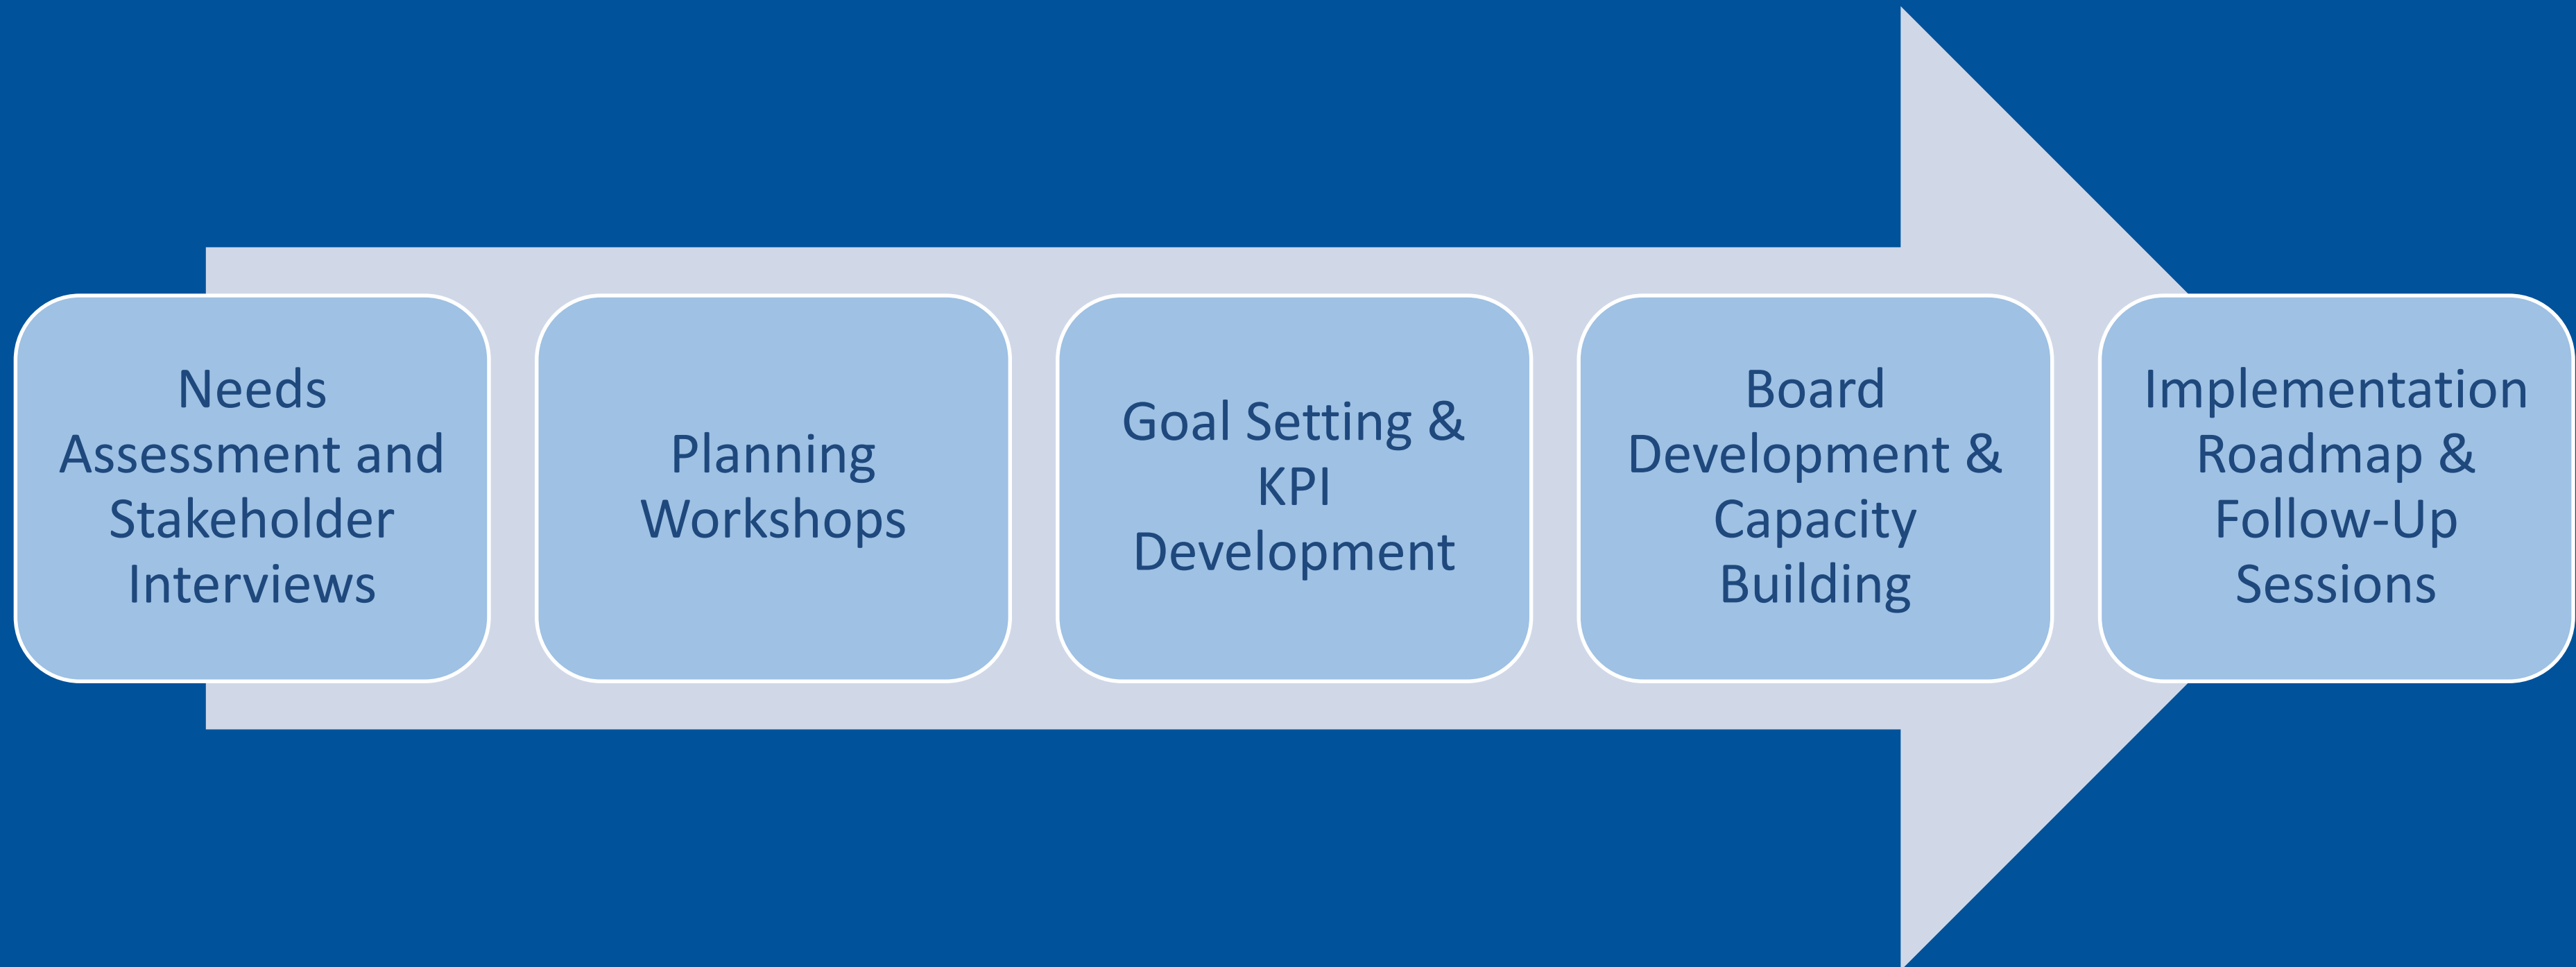 Needs
Assessment and
Stakeholder
Interviews
Planning
Workshops
Goal Setting &
KPI
Development
Board
Development &
Capacity
Building
Implementation
Roadmap &
Follow-Up
Sessions